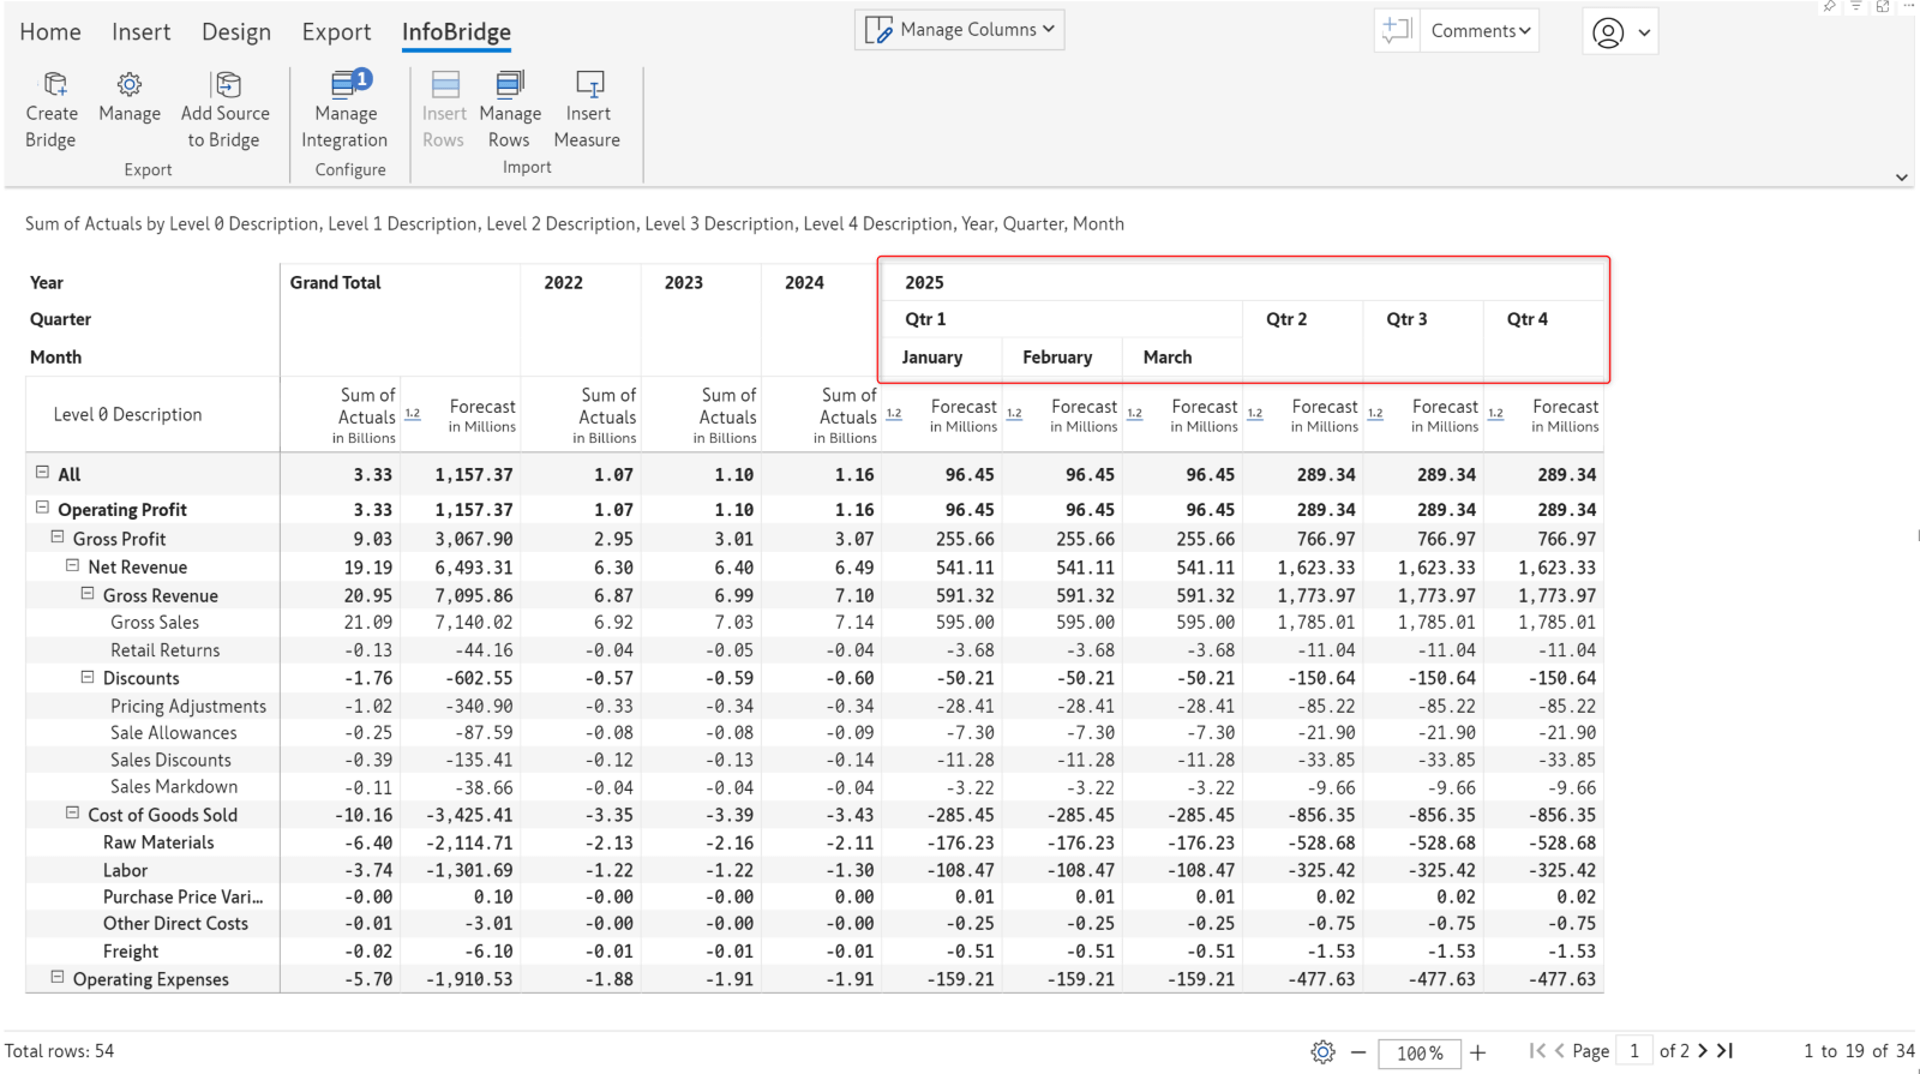 Home Insert Design Export InfoBridge
Manage Columns
Comments
Create Bridge
Manage
Add Source to Bridge
Export
1
Manage Integration
Configure
Insert Rows
Manage Rows
Insert Measure
Import
Sum of Actuals by Level 0 Description, Level 1 Description, Level 2 Description, Level 3 Description, Level 4 Description, Year, Quarter, Month
Year Grand Total 2022 2023 2024 2025
Quarter Qtr 1 Qtr 2 Qtr 3 Qtr 4
Month January February March
Level 0 Description Sum of Actuals in Billions 1.2 Forecast in Millions Sum of Actuals in Billions Sum of Actuals in Billions Sum of Actuals in Billions 1.2 Forecast in Millions 1.2 Forecast in Millions 1.2 Forecast in Millions 1.2 Forecast in Millions 1.2 Forecast in Millions 1.2 Forecast in Millions
All 3.33 1,157.37 1.07 1.10 1.16 96.45 96.45 96.45 289.34 289.34 289.34
Operating Profit 3.33 1,157.37 1.07 1.10 1.16 96.45 96.45 96.45 289.34 289.34 289.34
Gross Profit 9.03 3,067.90 2.95 3.01 3.07 255.66 255.66 255.66 766.97 766.97 766.97
Net Revenue 19.19 6,493.31 6.30 6.40 6.49 541.11 541.11 541.11 1,623.33 1,623.33 1,623.33
Gross Revenue 20.95 7,095.86 6.87 6.99 7.10 591.32 591.32 591.32 1,773.97 1,773.97 1,773.97
Gross Sales 21.09 7,140.02 6.92 7.03 7.14 595.00 595.00 595.00 1,785.01 1,785.01 1,785.01
Retail Returns -0.13 -44.16 -0.04 -0.05 -0.04 -3.68 -3.68 -3.68 -11.04 -11.04 -11.04
Discounts -1.76 -602.55 -0.57 -0.59 -0.60 -50.21 -50.21 -50.21 -150.64 -150.64 -150.64
Pricing Adjustments -1.02 -340.90 -0.33 -0.34 -0.34 -28.41 -28.41 -28.41 -85.22 -85.22 -85.22
Sale Allowances -0.25 -87.59 -0.08 -0.08 -0.09 -7.30 -7.30 -7.30 -21.90 -21.90 -21.90
Sales Discounts -0.39 -135.41 -0.12 -0.13 -0.14 -11.28 -11.28 -11.28 -33.85 -33.85 -33.85
Sales Markdown -0.11 -38.66 -0.04 -0.04 -0.04 -3.22 -3.22 -3.22 -9.66 -9.66 -9.66
Cost of Goods Sold -10.16 -3,425.41 -3.35 -3.39 -3.43 -285.45 -285.45 -285.45 -856.35 -856.35 -856.35
Raw Materials -6.40 -2,114.71 -2.13 -2.16 -2.11 -176.23 -176.23 -176.23 -528.68 -528.68 -528.68
Labor -3.74 -1,301.69 -1.22 -1.22 -1.30 -108.47 -108.47 -108.47 -325.42 -325.42 -325.42
Purchase Price Vari... -0.00 0.10 -0.00 -0.00 0.00 0.01 0.01 0.01 0.02 0.02 0.02
Other Direct Costs -0.01 -3.01 -0.00 -0.00 -0.00 -0.25 -0.25 -0.25 -0.75 -0.75 -0.75
Freight -0.02 -6.10 -0.01 -0.01 -0.01 -0.51 -0.51 -0.51 -1.53 -1.53 -1.53
Operating Expenses -5.70 -1,910.53 -1.88 -1.91 -1.91 -159.21 -159.21 -159.21 -477.63 -477.63 -477.63
Total rows: 54 100% Page 1 of 2 1 to 19 of 34